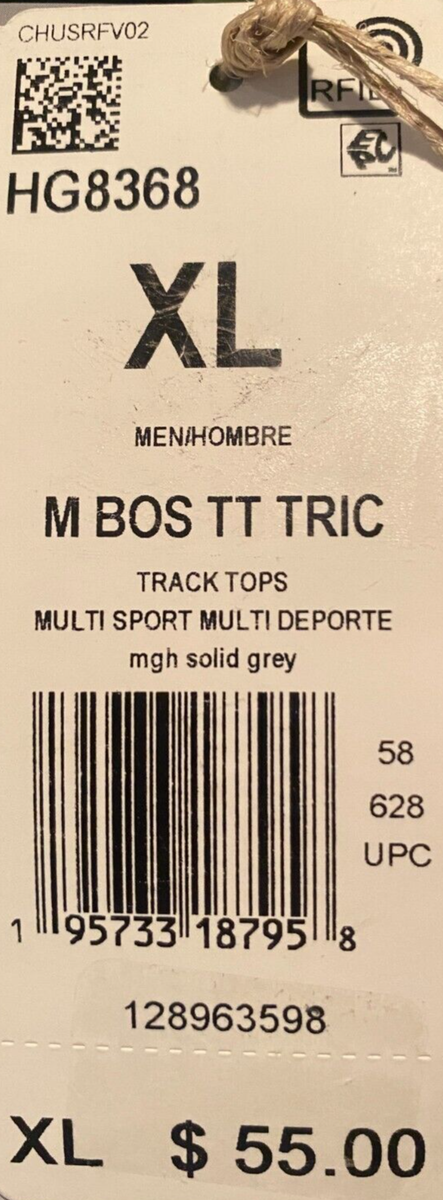 CHUSRFV02
RFID
HG8368
XL
MEN/HOMBRE
M BOS TT TRIC
TRACK TOPS
MULTI SPORT MULTI DEPORTE
mgh solid grey
58
628
UPC
1 95733 18795 8
128963598
XL $ 55.00